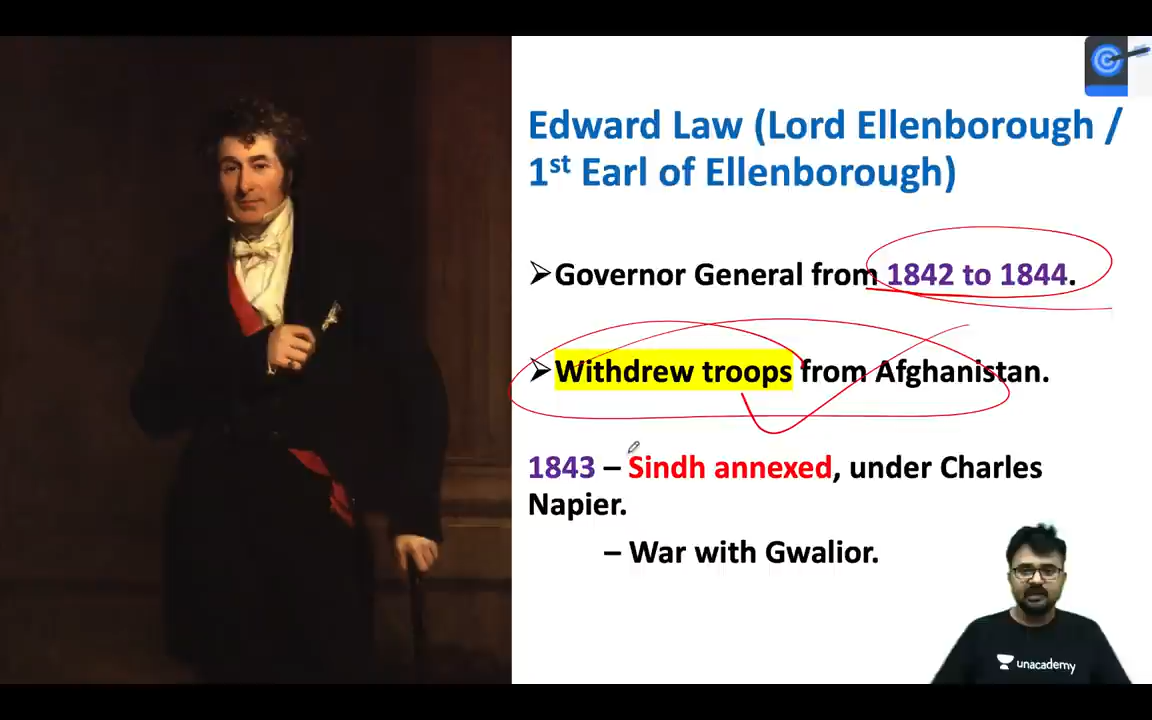 Edward Law (Lord Ellenborough /
1st Earl of Ellenborough)
➢Governor General from 1842 to 1844.
➢Withdrew troops from Afghanistan.
1843 – Sindh annexed, under Charles
Napier.
– War with Gwalior.
unacademy